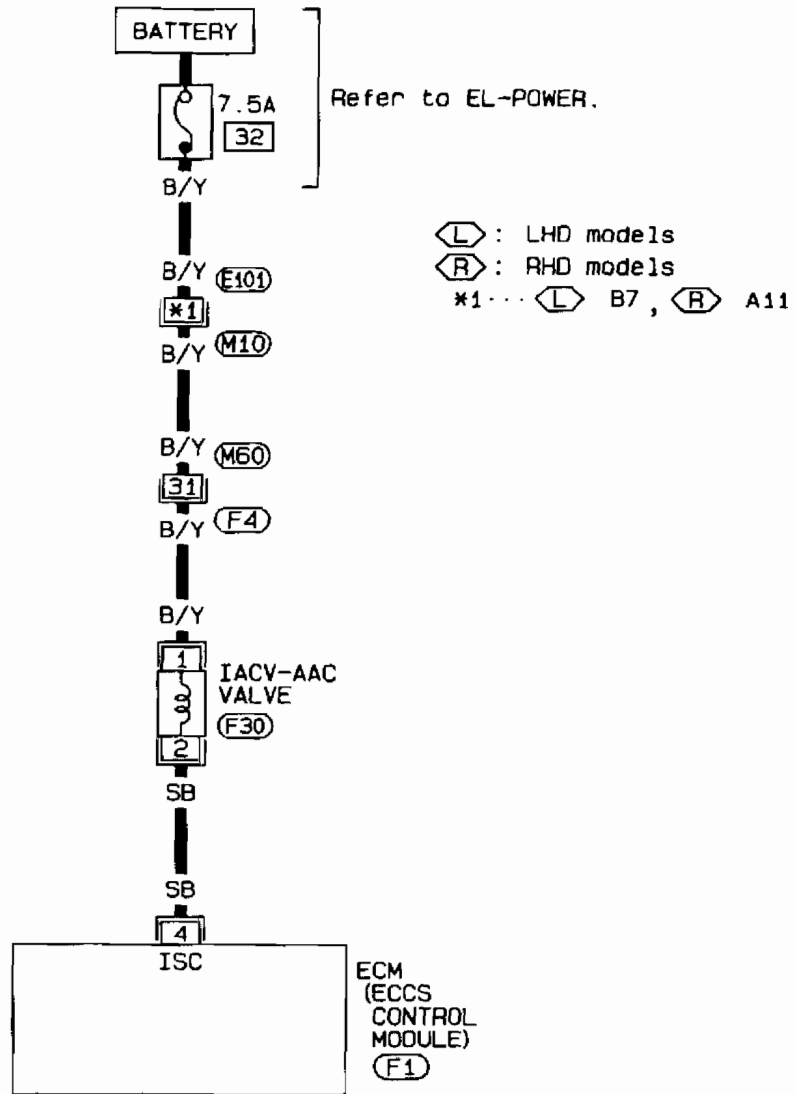 BATTERY
Refer to EL-POWER.
7.5A
32
B/Y
Ⓛ: LHD models
Ⓡ: RHD models
*1··· Ⓛ B7, Ⓡ A11
B/Y E101
*1
B/Y M10
B/Y M60
31
B/Y F4
B/Y
1
IACV-AAC
VALVE
F30
2
SB
SB
4
ISC
ECM
(ECCS
CONTROL
MODULE)
F1